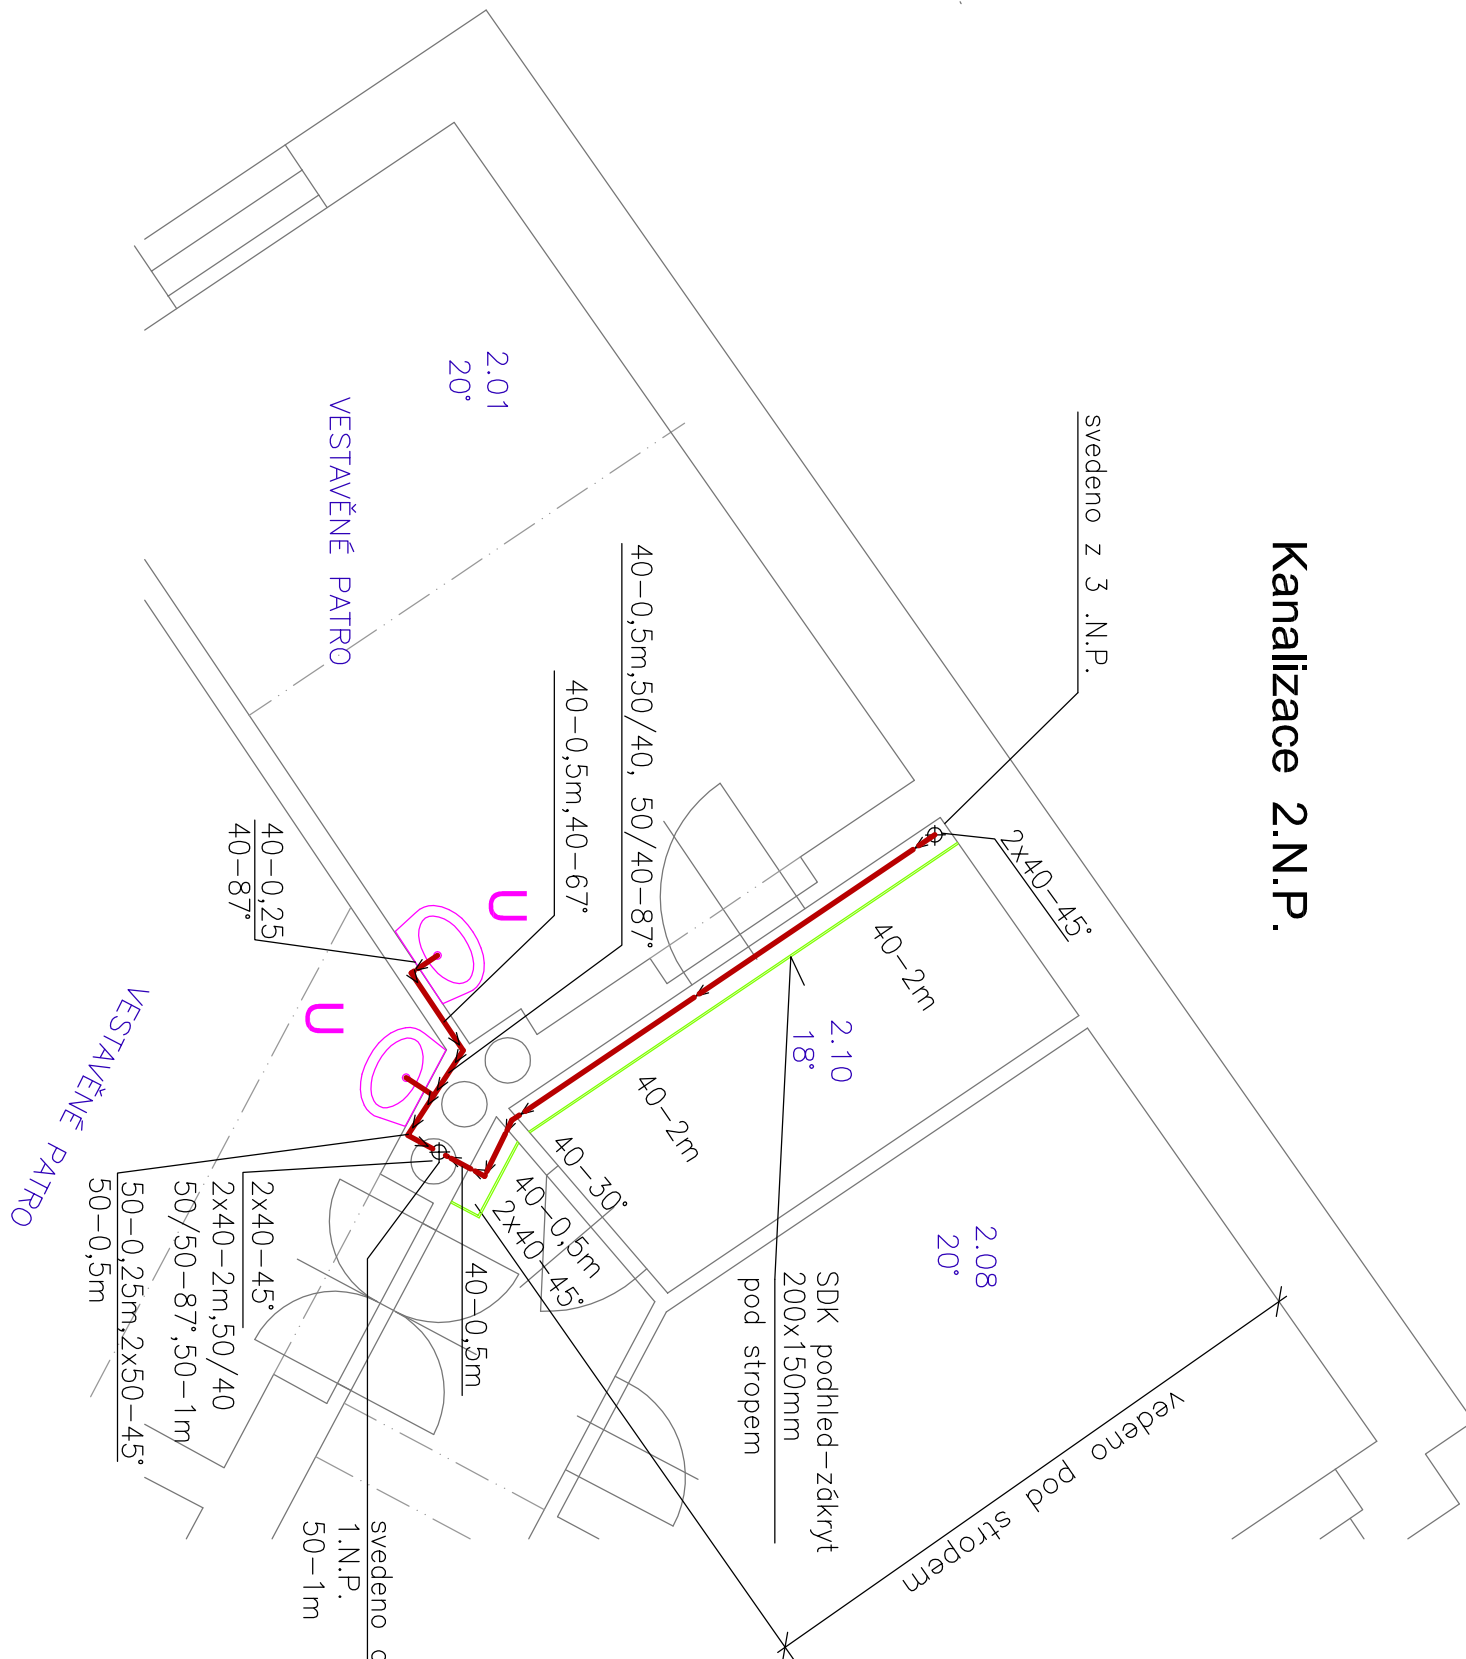 Kanalizace 2.N.P.
svedeno z 3 .N.P.
2x40-45°
40-2m
2.10
18°
40-2m
2.01
20°
VESTAVĚNÉ PATRO
40-0,5m,50/40, 50/40-87°
40-0,5m,40-67°
40-0,25
40-87°
U
U
VESTAVĚNÉ PATRO
40-30°
40-0,5m
2x40-45°
40-0,5m
2.08
20°
SDK podhled-zákryt
200x150mm
pod stropem
vedeno pod stropem
2x40-45°
2x40-2m,50/40
50/50-87°,50-1m
50-0,25m,2x50-45°
50-0,5m
svedeno
1.N.P.
50-1m